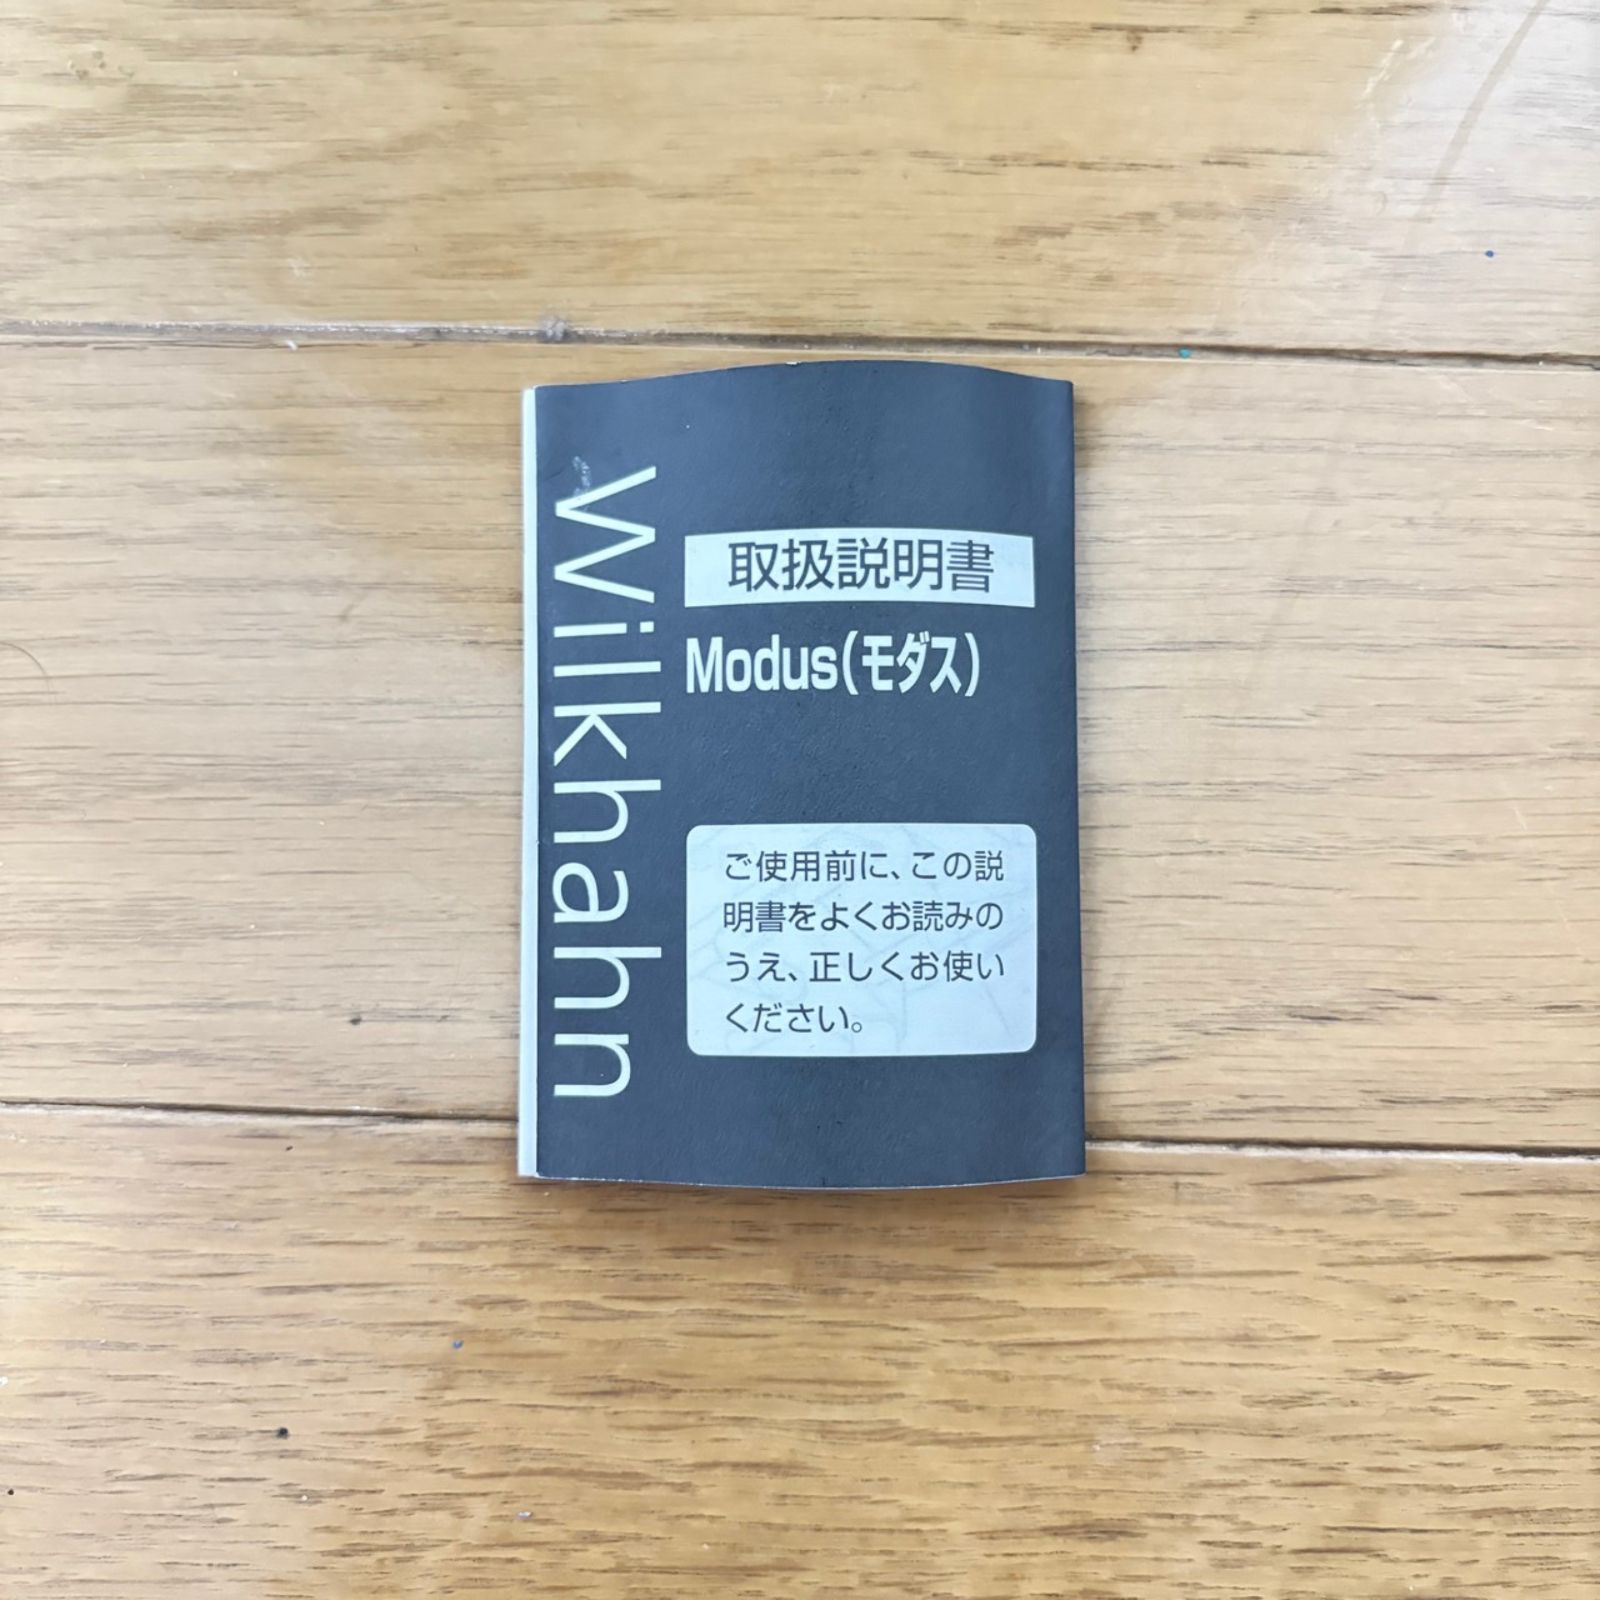 Wilkhahn
取扱説明書
Modus(モダス)
ご使用前に、この説
明書をよくお読みの
うえ、正しくお使い
ください。